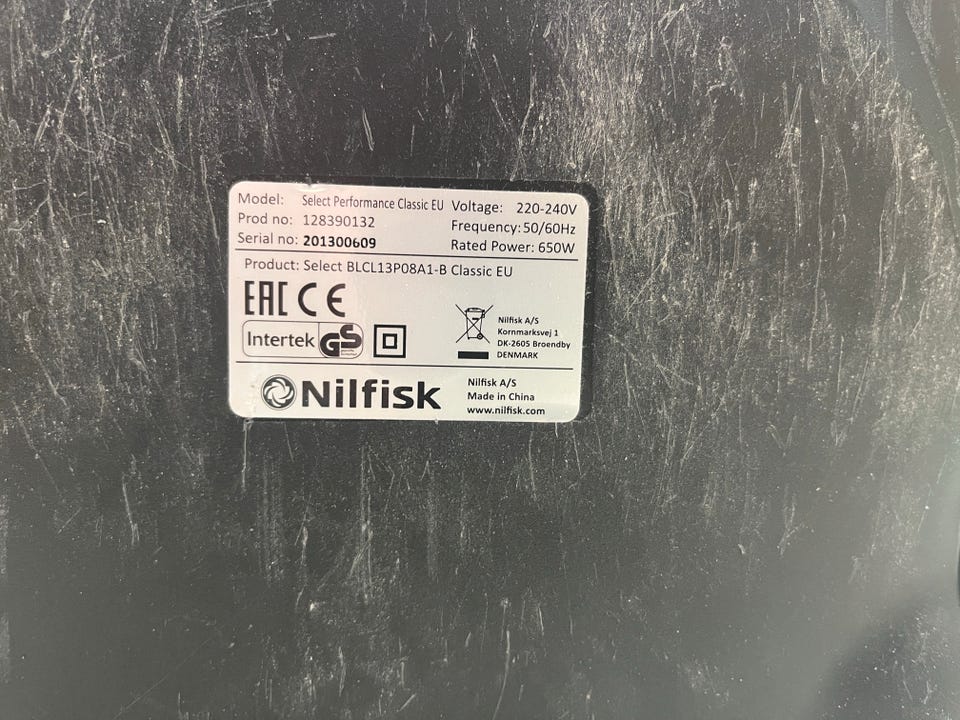 Model: Select Performance Classic EU
Prod no: 128390132
Serial no: 201300609
Voltage: 220-240V
Frequency: 50/60Hz
Rated Power: 650W
Product: Select BLCL13P08A1-B Classic EU
EAC CE
Intertek GS
Nilfisk A/S
Kornmarksvej 1
DK-2605 Broendby
DENMARK
Nilfisk
Nilfisk A/S
Made in China
www.nilfisk.com